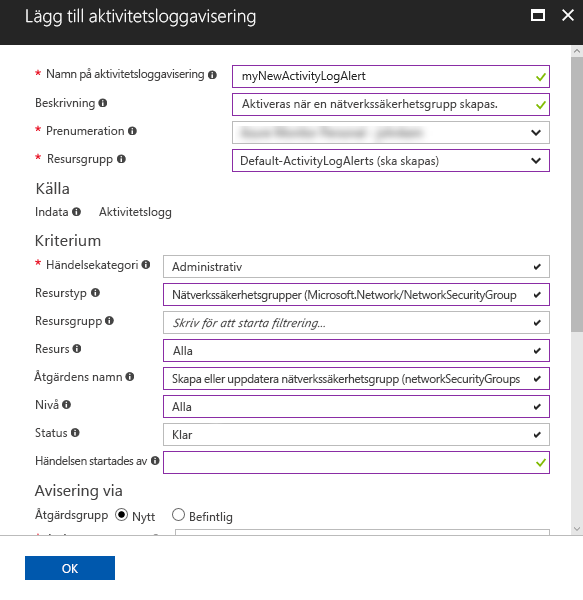 Lägg till aktivitetsloggavisering
* Namn på aktivitetsloggavisering myNewActivityLogAlert
Beskrivning Aktiveras när en nätverkssäkerhetsgrupp skapas.
* Prenumeration
* Resursgrupp Default-ActivityLogAlerts (ska skapas)
Källa
Indata Aktivitetslogg
Kriterium
* Händelsekategori Administrativ
Resurstyp Nätverkssäkerhetsgrupper (Microsoft.Network/NetworkSecurityGroup
Resursgrupp Skriv för att starta filtrering...
Resurs Alla
Åtgärdens namn Skapa eller uppdatera nätverkssäkerhetsgrupp (networkSecurityGroups
Nivå Alla
Status Klar
Händelsen startades av
Avisering via
Åtgärdsgrupp Nytt Befintlig
OK